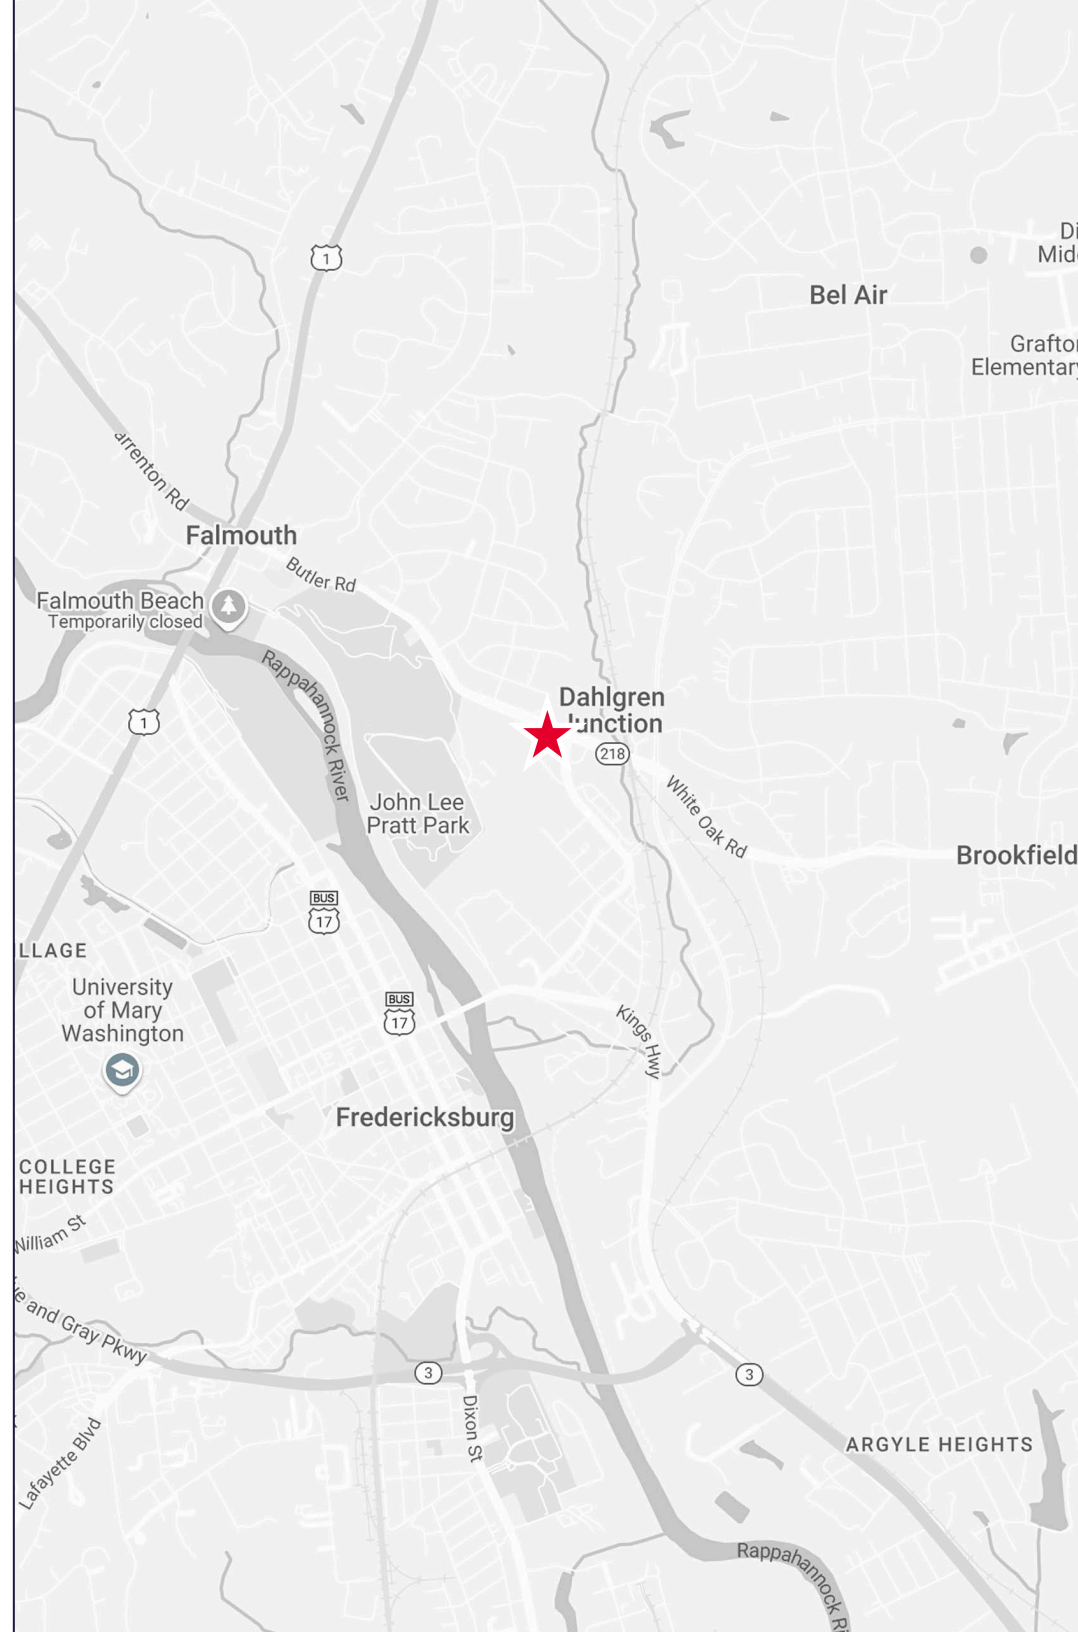 1
Di
Mid
Bel Air
Grafto
Elementary
arrenton Rd
Falmouth
Butler Rd
Falmouth Beach
Temporarily closed
Rappahannock River
Dahlgren
Junction
1
218
White Oak Rd
John Lee
Pratt Park
Brookfield
BUS
17
LLAGE
University
of Mary
Washington
BUS
17
Kings Hwy
Fredericksburg
COLLEGE
HEIGHTS
William St
ue and Gray Pkwy
3
3
Dixon St
Lafayette Blvd
ARGYLE HEIGHTS
Rappahannock Ri